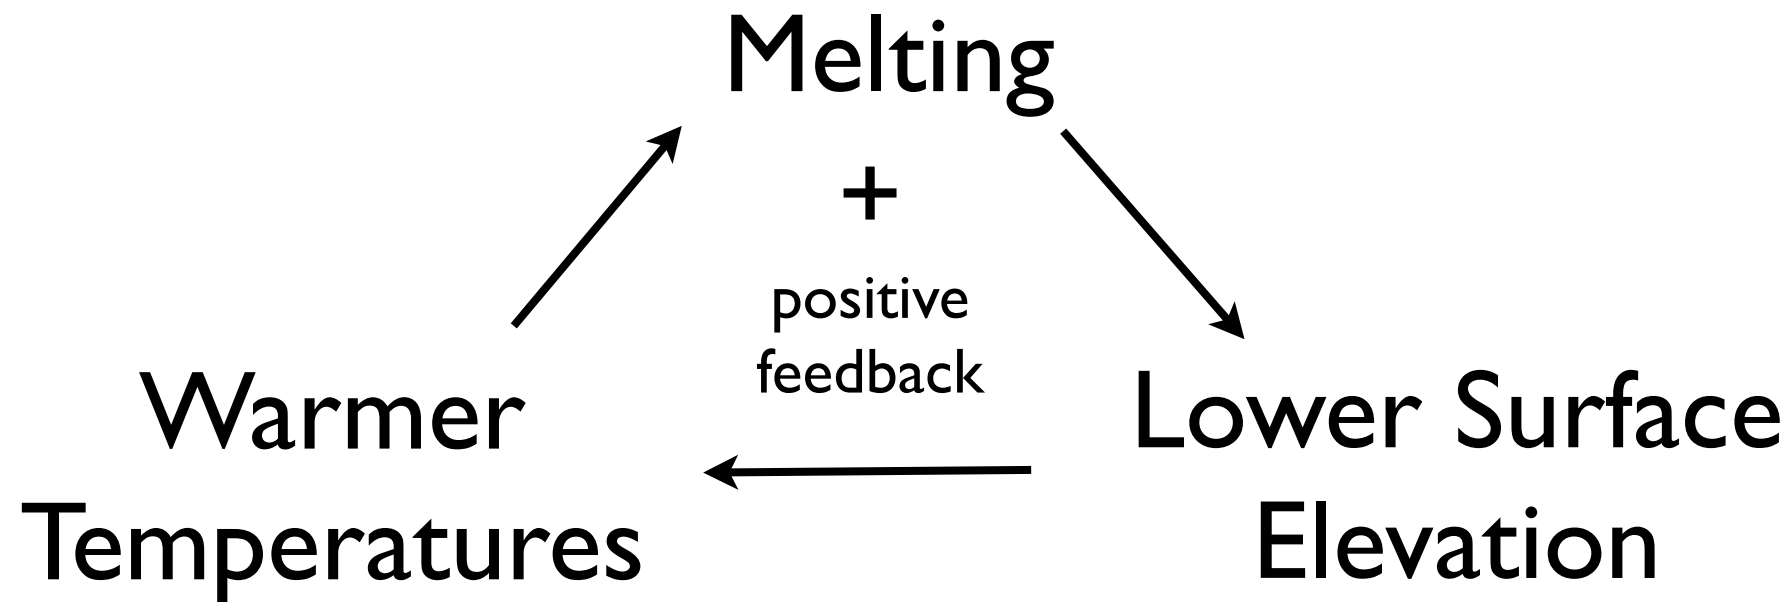 Melting
+
positive
feedback
Warmer
Temperatures
Lower Surface
Elevation